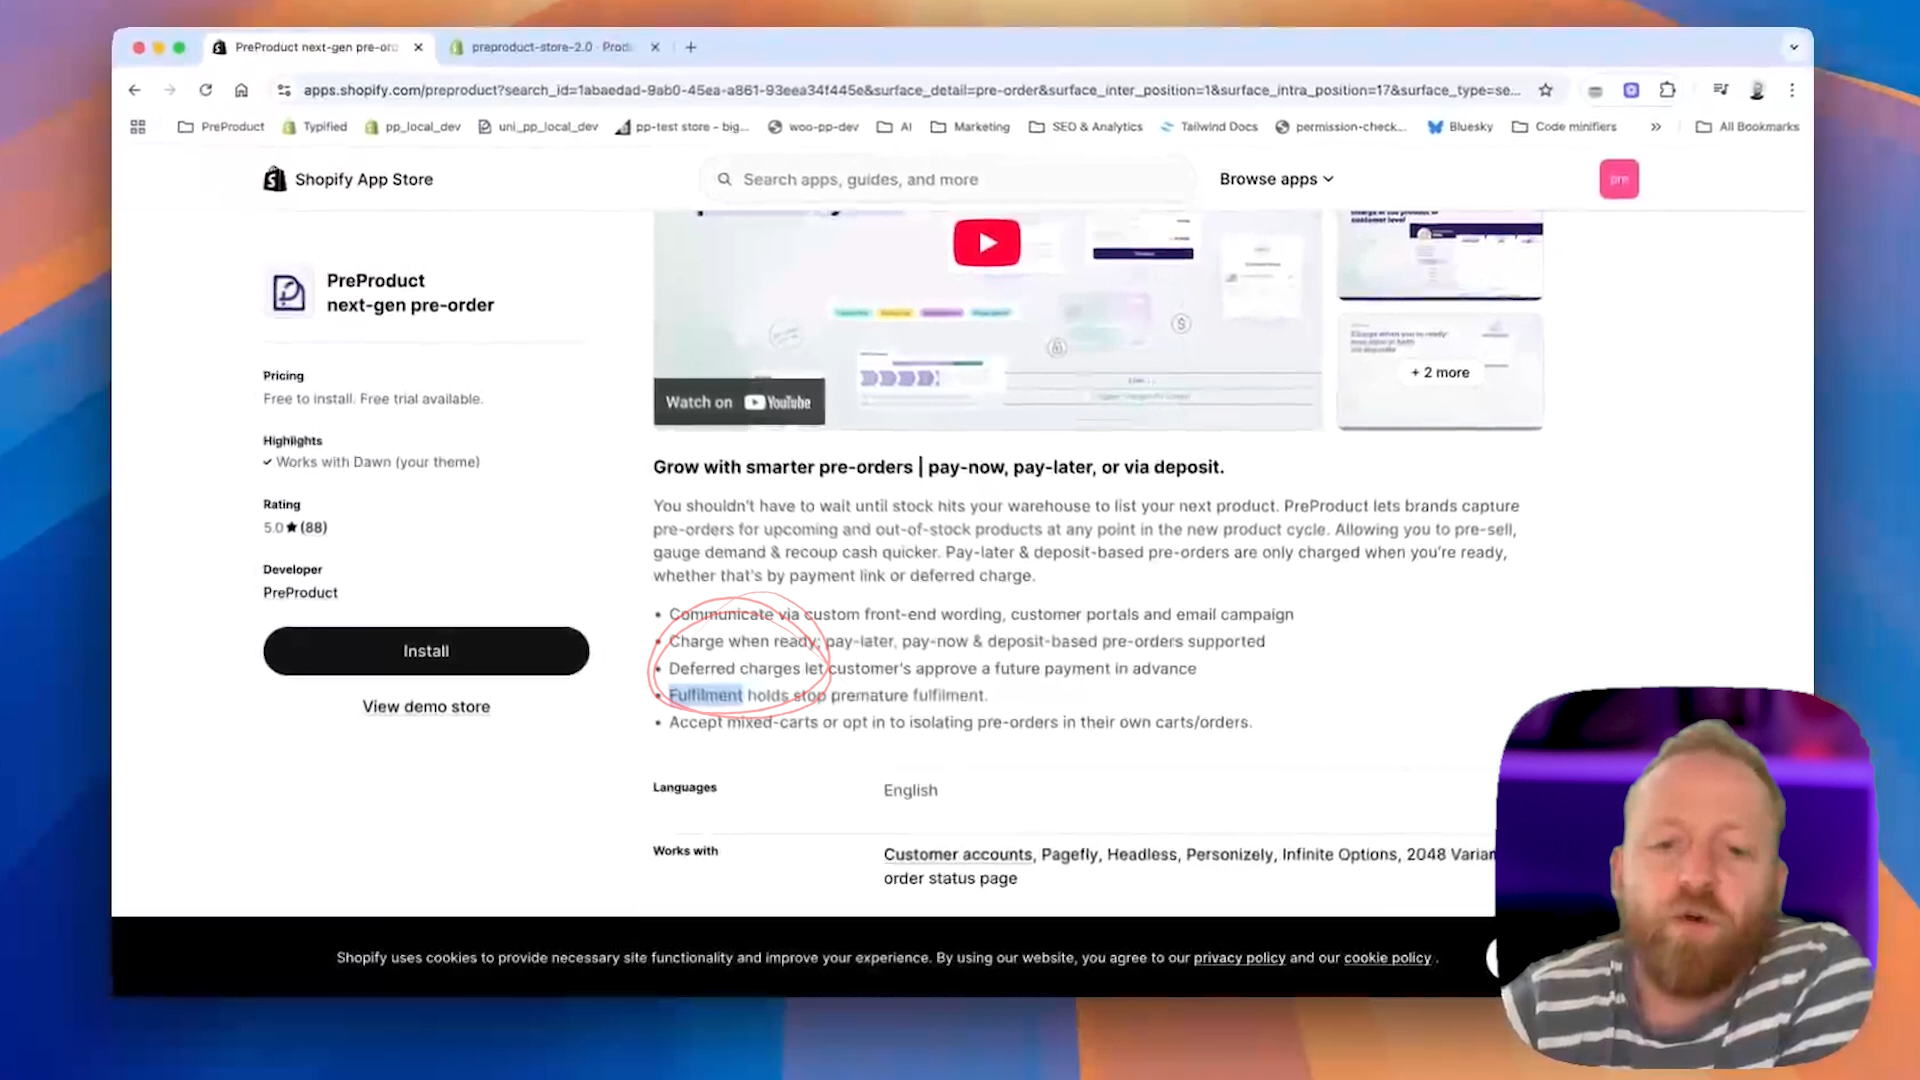 PreProduct next-gen pre-orc
preproduct-store-2.0 · Prod
apps.shopify.com/preproduct?search_id=1abaedad-9ab0-45ea-a861-93eea34f445e&surface_detail=pre-order&surface_inter_position=1&surface_intra_position=17&surface_type=se...
PreProduct
Typified
pp_local_dev
uni_pp_local_dev
pp-test store - big...
woo-pp-dev
AI
Marketing
SEO & Analytics
Tailwind Docs
permission-check...
Bluesky
Code minifiers
All Bookmarks
Shopify App Store
Search apps, guides, and more
Browse apps
pre
PreProduct
next-gen pre-order
Pricing
Free to install. Free trial available.
Highlights
Works with Dawn (your theme)
Rating
5.0★(88)
Developer
PreProduct
Install
View demo store
customer level
Watch on YouTube
+ 2 more
Grow with smarter pre-orders | pay-now, pay-later, or via deposit.
You shouldn't have to wait until stock hits your warehouse to list your next product. PreProduct lets brands capture
pre-orders for upcoming and out-of-stock products at any point in the new product cycle. Allowing you to pre-sell,
gauge demand & recoup cash quicker. Pay-later & deposit-based pre-orders are only charged when you're ready,
whether that's by payment link or deferred charge.
• Communicate via custom front-end wording, customer portals and email campaign
• Charge when ready; pay-later, pay-now & deposit-based pre-orders supported
• Deferred charges let customer's approve a future payment in advance
• Fulfilment holds stop premature fulfilment.
• Accept mixed-carts or opt in to isolating pre-orders in their own carts/orders.
Languages
English
Works with
Customer accounts, Pagefly, Headless, Personizely, Infinite Options, 2048 Varian
order status page
Shopify uses cookies to provide necessary site functionality and improve your experience. By using our website, you agree to our privacy policy and our cookie policy .